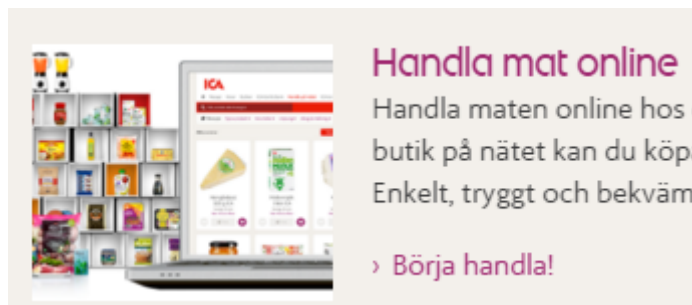 ICA
Handla mat online
Handla maten online hos
butik på nätet kan du köp
Enkelt, tryggt och bekväm
› Börja handla!